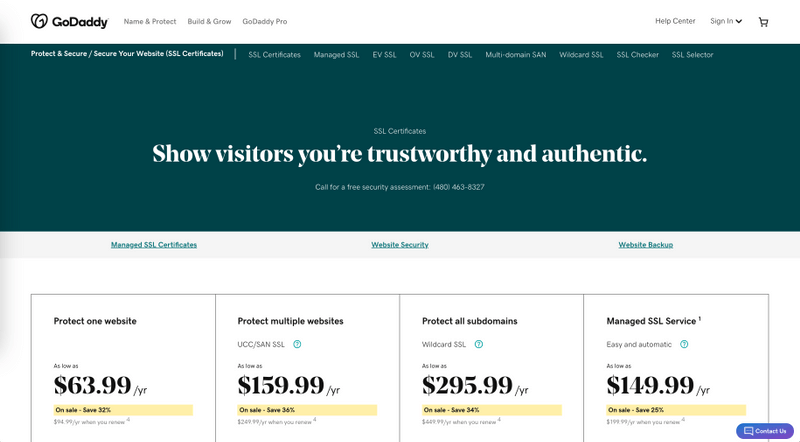 GoDaddy
Name & Protect
Build & Grow
GoDaddy Pro
Help Center
Sign In
Protect & Secure / Secure Your Website (SSL Certificates)
SSL Certificates
Managed SSL
EV SSL
OV SSL
DV SSL
Multi-domain SAN
Wildcard SSL
SSL Checker
SSL Selector
SSL Certificates
Show visitors you’re trustworthy and authentic.
Call for a free security assessment: (480) 463-8327
Managed SSL Certificates
Website Security
Website Backup
Protect one website
As low as
$63.99 /yr
On sale - Save 32%
$94.99/yr when you renew 4
Protect multiple websites
UCC/SAN SSL ?
As low as
$159.99 /yr
On sale - Save 36%
$249.99/yr when you renew 4
Protect all subdomains
Wildcard SSL ?
As low as
$295.99 /yr
On sale - Save 34%
$449.99/yr when you renew 4
Managed SSL Service 1
Easy and automatic ?
As low as
$149.99 /yr
On sale - Save 25%
$199.99/yr when you renew 4
Contact Us